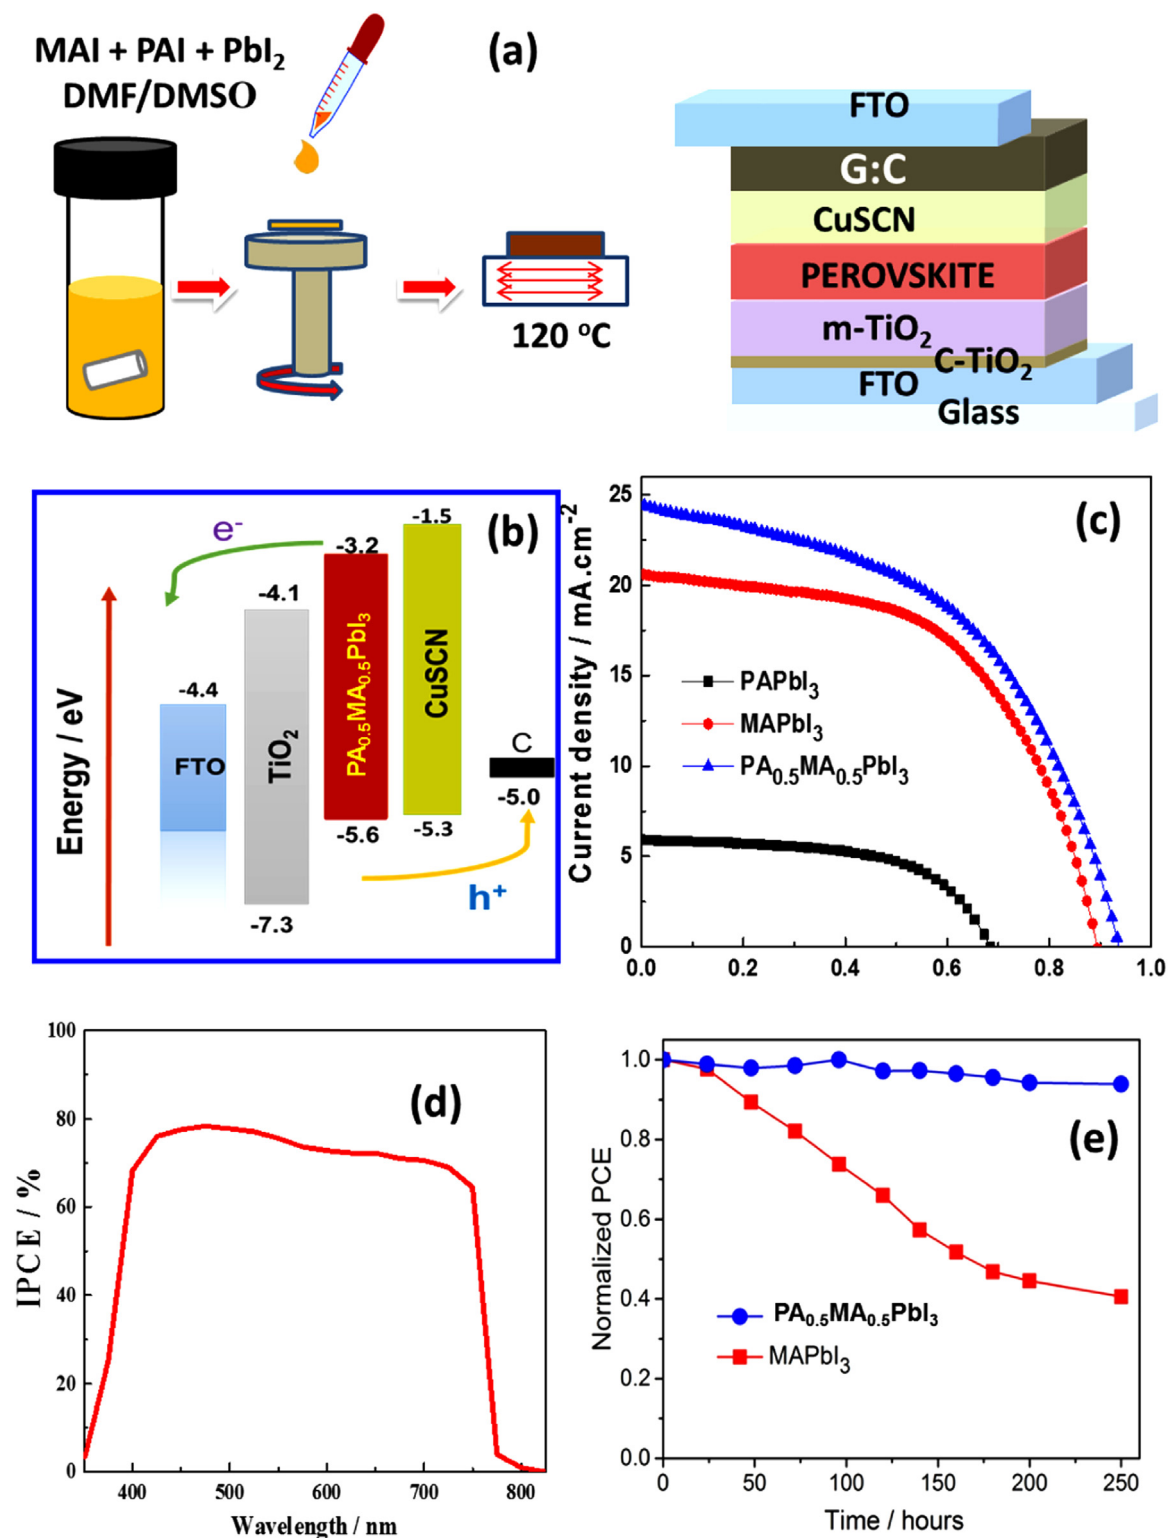 MAI + PAI + PbI₂
DMF/DMSO
120 °C
(a)
FTO
G:C
CuSCN
PEROVSKITE
m-TiO₂
C-TiO₂
FTO
Glass
(b)
Energy / eV
e⁻
-4.4
FTO
-4.1
TiO₂
-7.3
-3.2
PA₀.₅MA₀.₅PbI₃
-5.6
-1.5
CuSCN
-5.3
C
-5.0
h⁺
(c)
Current density / mA.cm⁻²
25
20
15
10
5
0
PAPbI₃
MAPbI₃
PA₀.₅MA₀.₅PbI₃
0.0 0.2 0.4 0.6 0.8 1.0
(d)
IPCE / %
100
80
60
40
20
0
400 500 600 700 800
Wavelength / nm
(e)
Normalized PCE
1.0
0.8
0.6
0.4
0.2
0.0
PA₀.₅MA₀.₅PbI₃
MAPbI₃
0 50 100 150 200 250
Time / hours